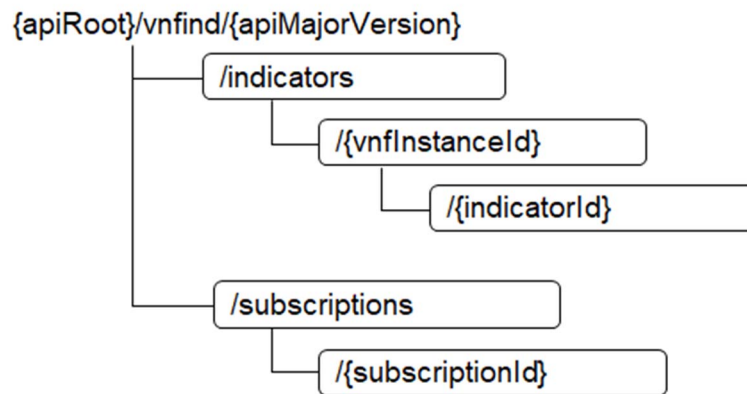 {apiRoot}/vnfind/{apiMajorVersion}
/indicators
/{vnfInstanceId}
/{indicatorId}
/subscriptions
/{subscriptionId}